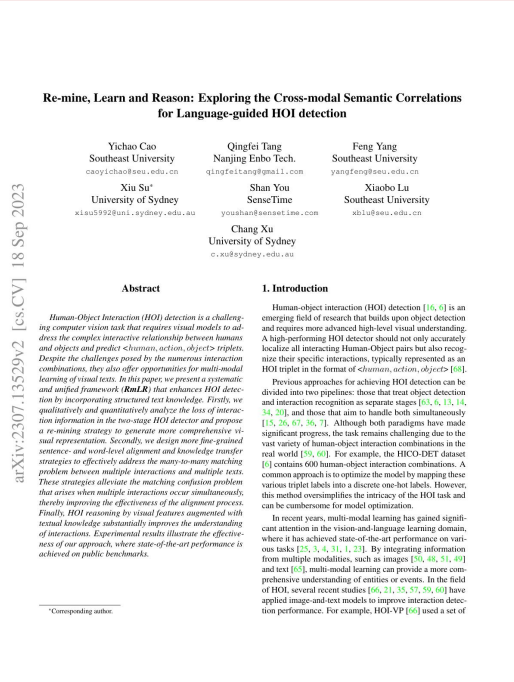 arXiv:2307.13529v2 [cs.CV] 18 Sep 2023
Re-mine, Learn and Reason: Exploring the Cross-modal Semantic Correlations
for Language-guided HOI detection
Yichao Cao
Southeast University
caoyichao@seu.edu.cn
Qingfei Tang
Nanjing Enbo Tech.
qingfeitang@gmail.com
Feng Yang
Southeast University
yangfeng@seu.edu.cn
Xiu Su*
University of Sydney
xisu5992@uni.sydney.edu.au
Shan You
SenseTime
youshan@sensetime.com
Xiaobo Lu
Southeast University
xblu@seu.edu.cn
Chang Xu
University of Sydney
c.xu@sydney.edu.au
Abstract
Human-Object Interaction (HOI) detection is a challeng-
ing computer vision task that requires visual models to ad-
dress the complex interactive relationship between humans
and objects and predict <human, action, object> triplets.
Despite the challenges posed by the numerous interaction
combinations, they also offer opportunities for multi-modal
learning of visual texts. In this paper, we present a systematic
and unified framework (RmLR) that enhances HOI detec-
tion by incorporating structured text knowledge. Firstly, we
qualitatively and quantitatively analyze the loss of interac-
tion information in the two-stage HOI detector and propose
a re-mining strategy to generate more comprehensive vi-
sual representation. Secondly, we design more fine-grained
sentence- and word-level alignment and knowledge transfer
strategies to effectively address the many-to-many matching
problem between multiple interactions and multiple texts.
These strategies alleviate the matching confusion problem
that arises when multiple interactions occur simultaneously,
thereby improving the effectiveness of the alignment process.
Finally, HOI reasoning by visual features augmented with
textual knowledge substantially improves the understanding
of interactions. Experimental results illustrate the effective-
ness of our approach, where state-of-the-art performance is
achieved on public benchmarks.
*Corresponding author.
1. Introduction
Human-object interaction (HOI) detection [16, 6] is an
emerging field of research that builds upon object detection
and requires more advanced high-level visual understanding.
A high-performing HOI detector should not only accurately
localize all interacting Human-Object pairs but also recog-
nize their specific interactions, typically represented as an
HOI triplet in the format of <human, action, object> [68].
Previous approaches for achieving HOI detection can be
divided into two pipelines: those that treat object detection
and interaction recognition as separate stages [63, 6, 13, 14,
34, 20], and those that aim to handle both simultaneously
[15, 26, 67, 36, 7]. Although both paradigms have made
significant progress, the task remains challenging due to the
vast variety of human-object interaction combinations in the
real world [59, 60]. For example, the HICO-DET dataset
[6] contains 600 human-object interaction combinations. A
common approach is to optimize the model by mapping these
various triplet labels into a discrete one-hot labels. However,
this method oversimplifies the intricacy of the HOI task and
can be cumbersome for model optimization.
In recent years, multi-modal learning has gained signif-
icant attention in the vision-and-language learning domain,
where it has achieved state-of-the-art performance on vari-
ous tasks [25, 3, 4, 31, 1, 23]. By integrating information
from multiple modalities, such as images [50, 48, 51, 49]
and text [65], multi-modal learning can provide a more com-
prehensive understanding of entities or events. In the field
of HOI, several recent studies [66, 21, 35, 57, 59, 60] have
applied image-and-text models to improve interaction detec-
tion performance. For example, HOI-VP [66] used a set of